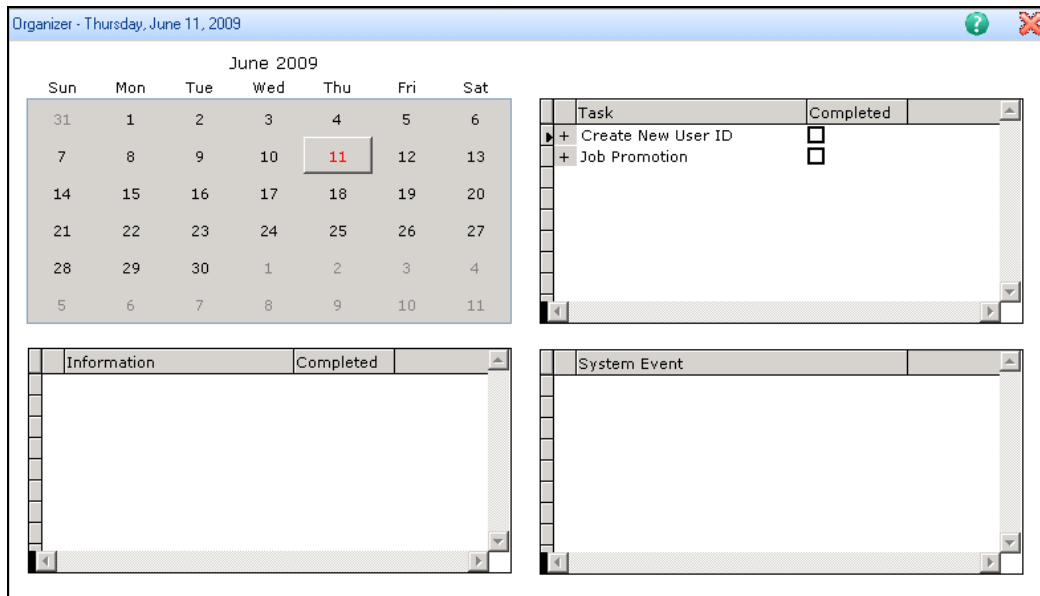 Organizer - Thursday, June 11, 2009
?
June 2009
Sun Mon Tue Wed Thu Fri Sat
31 1 2 3 4 5 6
7 8 9 10 11 12 13
14 15 16 17 18 19 20
21 22 23 24 25 26 27
28 29 30 1 2 3 4
5 6 7 8 9 10 11
Task Completed
+ Create New User ID
+ Job Promotion
Information Completed
System Event